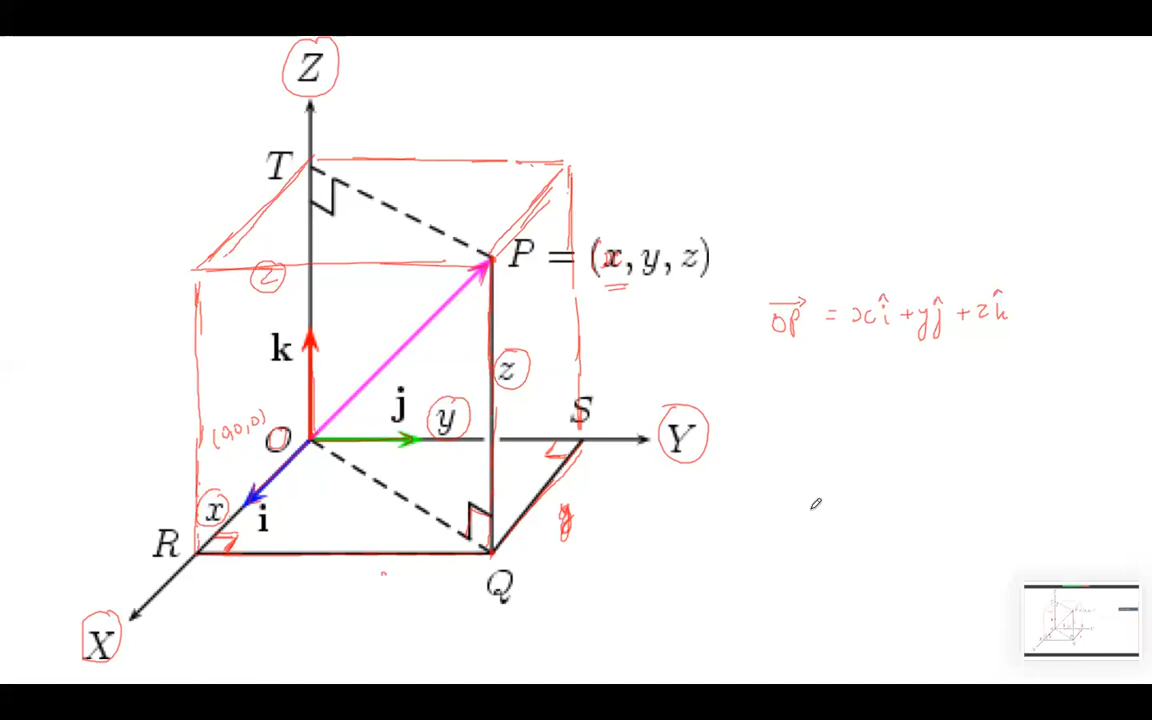 Z
T
z
P = (x, y, z)
OP = xî + yĵ + zk̂
k
z
j
y
S
(0,0,0)
O
Y
x
i
y
R
Q
X